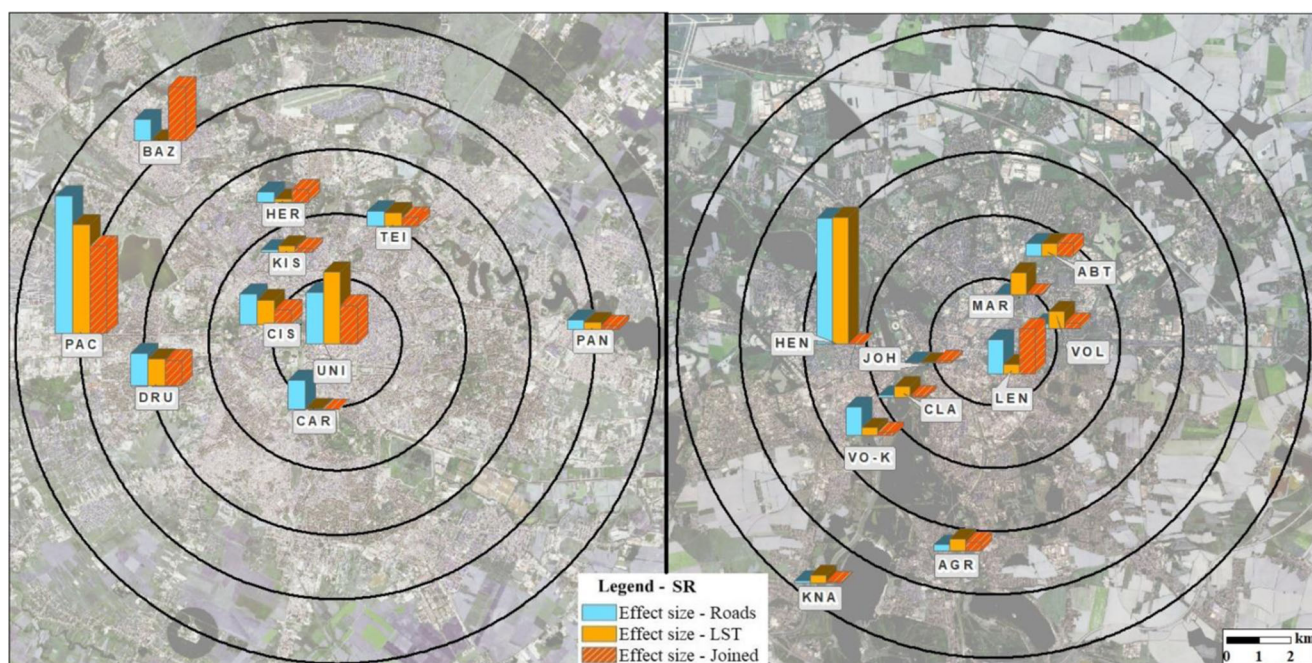 BAZ
HER
TEI
KIS
CIS
UNI
PAN
PAC
DRU
CAR
ABT
MAR
VOL
HEN
JOH
LEN
CLA
VO-K
AGR
KNA
Legend - SR
Effect size - Roads
Effect size - LST
Effect size - Joined
km
0 1 2